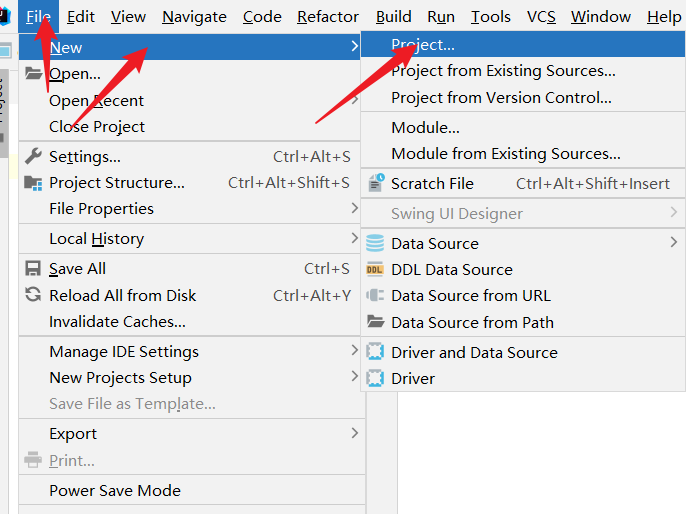 File Edit View Navigate Code Refactor Build Run Tools VCS Window Help
New
Open...
Open Recent
Close Project
Settings... Ctrl+Alt+S
Project Structure... Ctrl+Alt+Shift+S
File Properties
Local History
Save All Ctrl+S
Reload All from Disk Ctrl+Alt+Y
Invalidate Caches...
Manage IDE Settings
New Projects Setup
Save File as Template...
Export
Print...
Power Save Mode
Project...
Project from Existing Sources...
Project from Version Control...
Module...
Module from Existing Sources...
Scratch File Ctrl+Alt+Shift+Insert
Swing UI Designer
Data Source
DDL DDL Data Source
Data Source from URL
Data Source from Path
Driver and Data Source
Driver